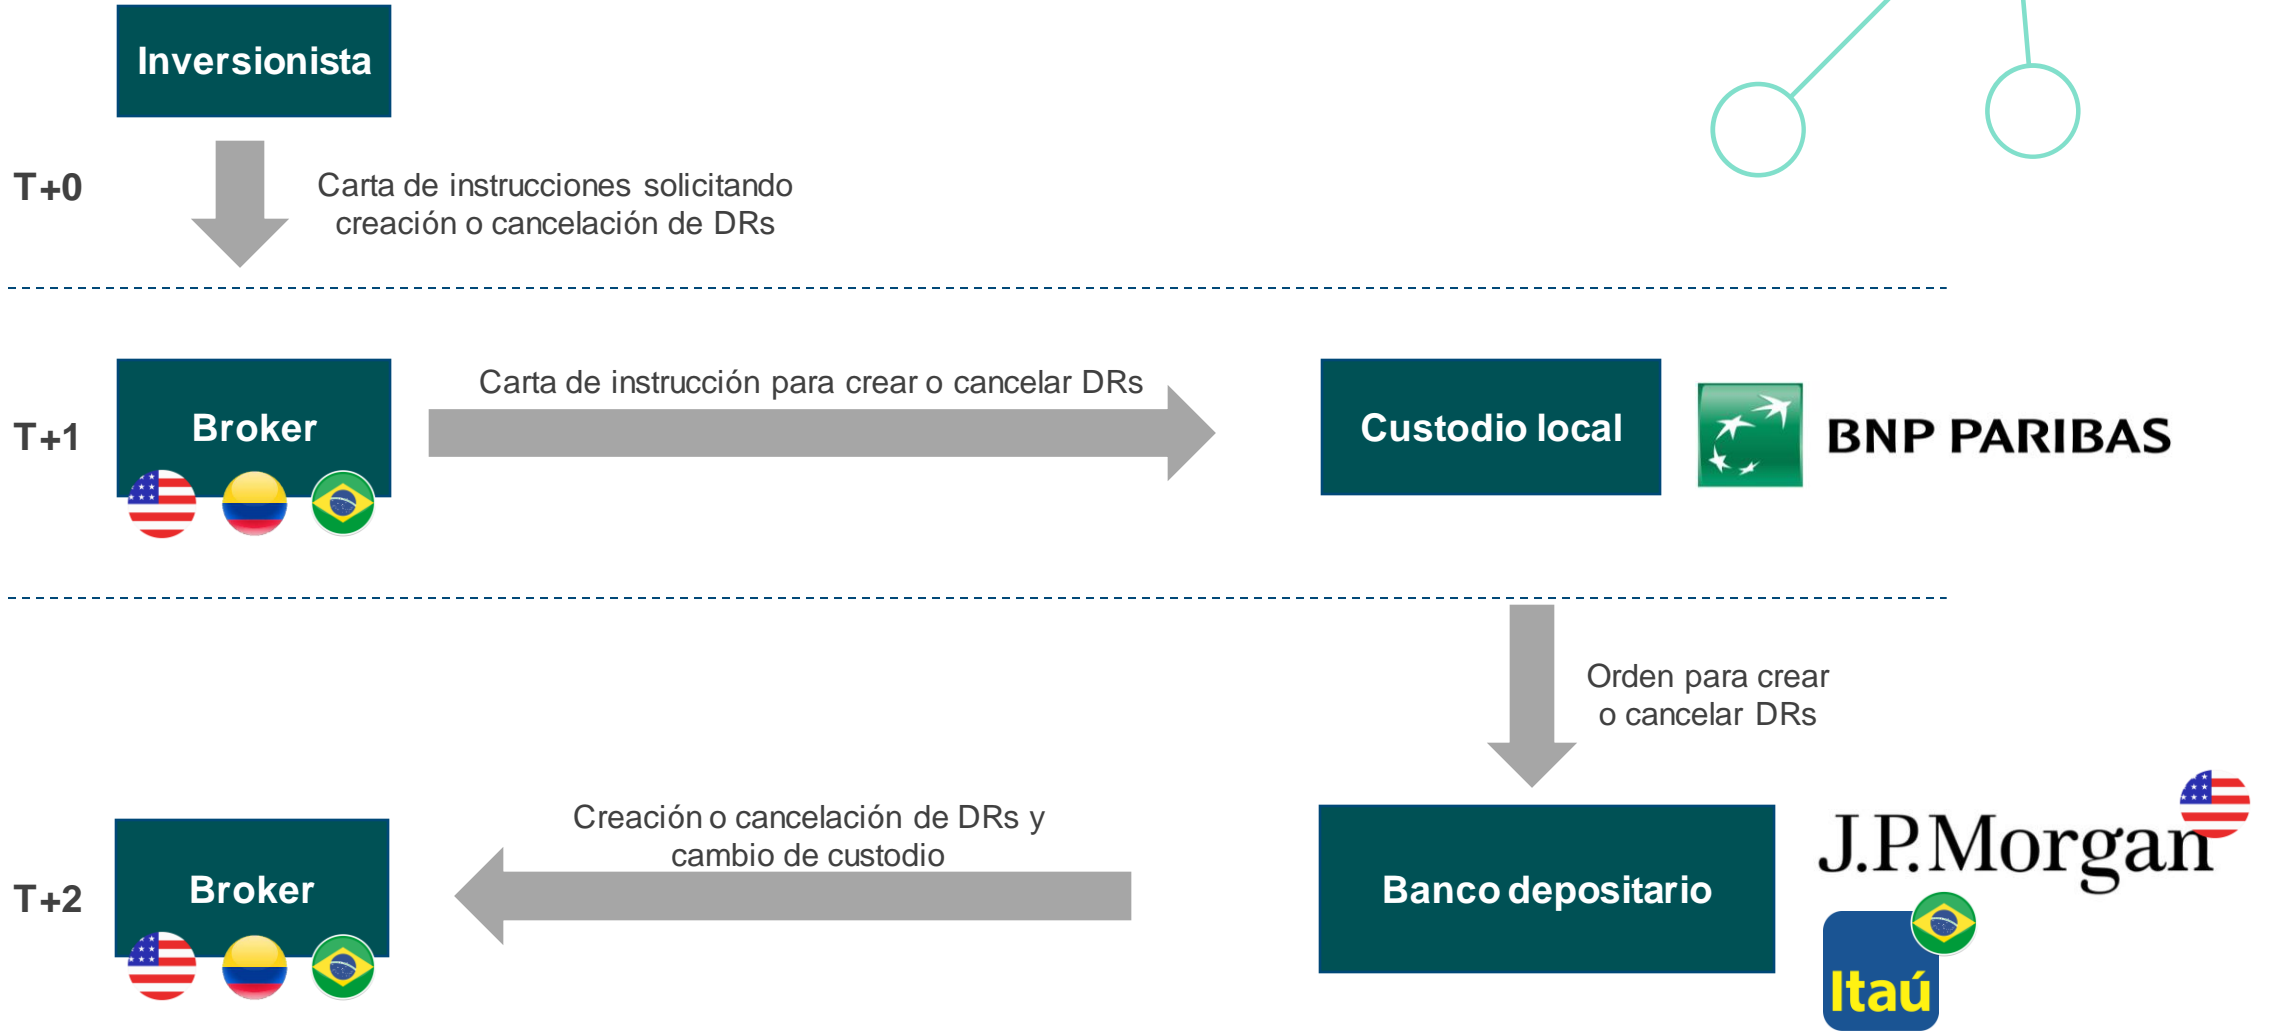 Inversionista
T+0
Carta de instrucciones solicitando
creación o cancelación de DRs
T+1
Broker
Carta de instrucción para crear o cancelar DRs
Custodio local
BNP PARIBAS
Orden para crear
o cancelar DRs
T+2
Broker
Creación o cancelación de DRs y
cambio de custodio
Banco depositario
J.P.Morgan
Itaú